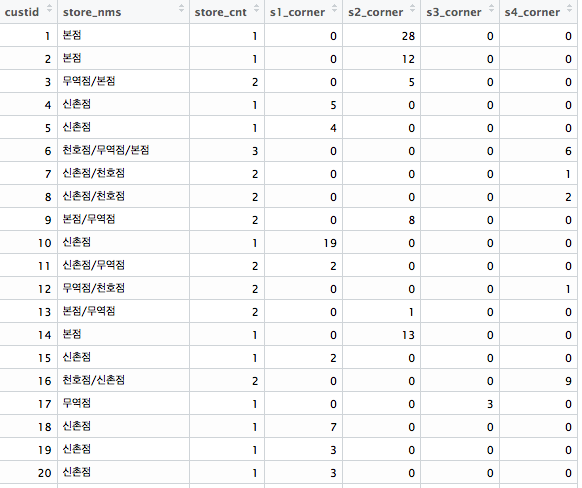 custid store_nms store_cnt s1_corner s2_corner s3_corner s4_corner
1 본점 1 0 28 0 0
2 본점 1 0 12 0 0
3 무역점/본점 2 0 5 0 0
4 신촌점 1 5 0 0 0
5 신촌점 1 4 0 0 0
6 천호점/무역점/본점 3 0 0 0 6
7 신촌점/천호점 2 0 0 0 1
8 신촌점/천호점 2 0 0 0 2
9 본점/무역점 2 0 8 0 0
10 신촌점 1 19 0 0 0
11 신촌점/무역점 2 2 0 0 0
12 무역점/천호점 2 0 0 0 1
13 본점/무역점 2 0 1 0 0
14 본점 1 0 13 0 0
15 신촌점 1 2 0 0 0
16 천호점/신촌점 2 0 0 0 9
17 무역점 1 0 0 3 0
18 신촌점 1 7 0 0 0
19 신촌점 1 3 0 0 0
20 신촌점 1 3 0 0 0